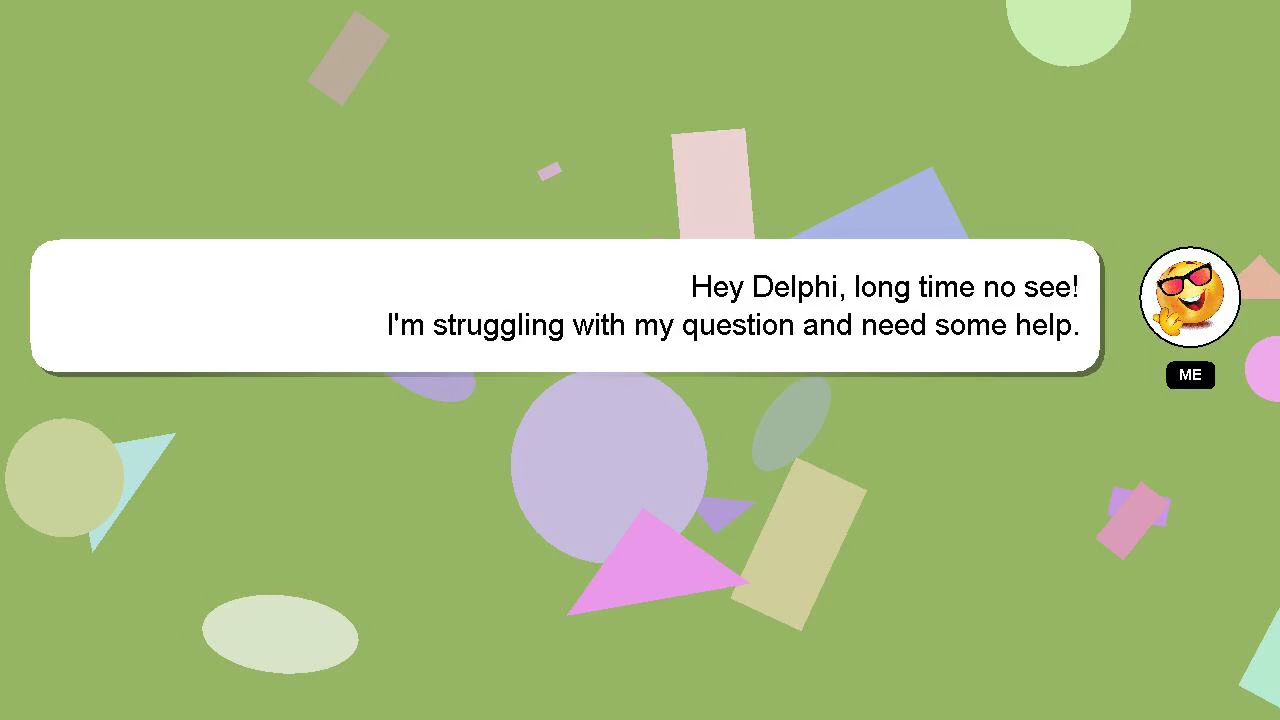 Hey Delphi, long time no see!
I'm struggling with my question and need some help.
ME